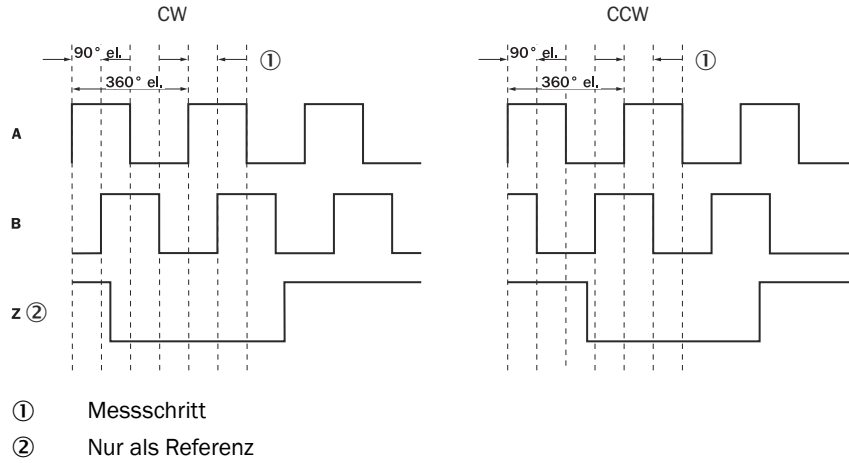 CW CCW
90° el. ① 90° el. ①
360° el. 360° el.
A
B
Z ②
① Messschritt
② Nur als Referenz